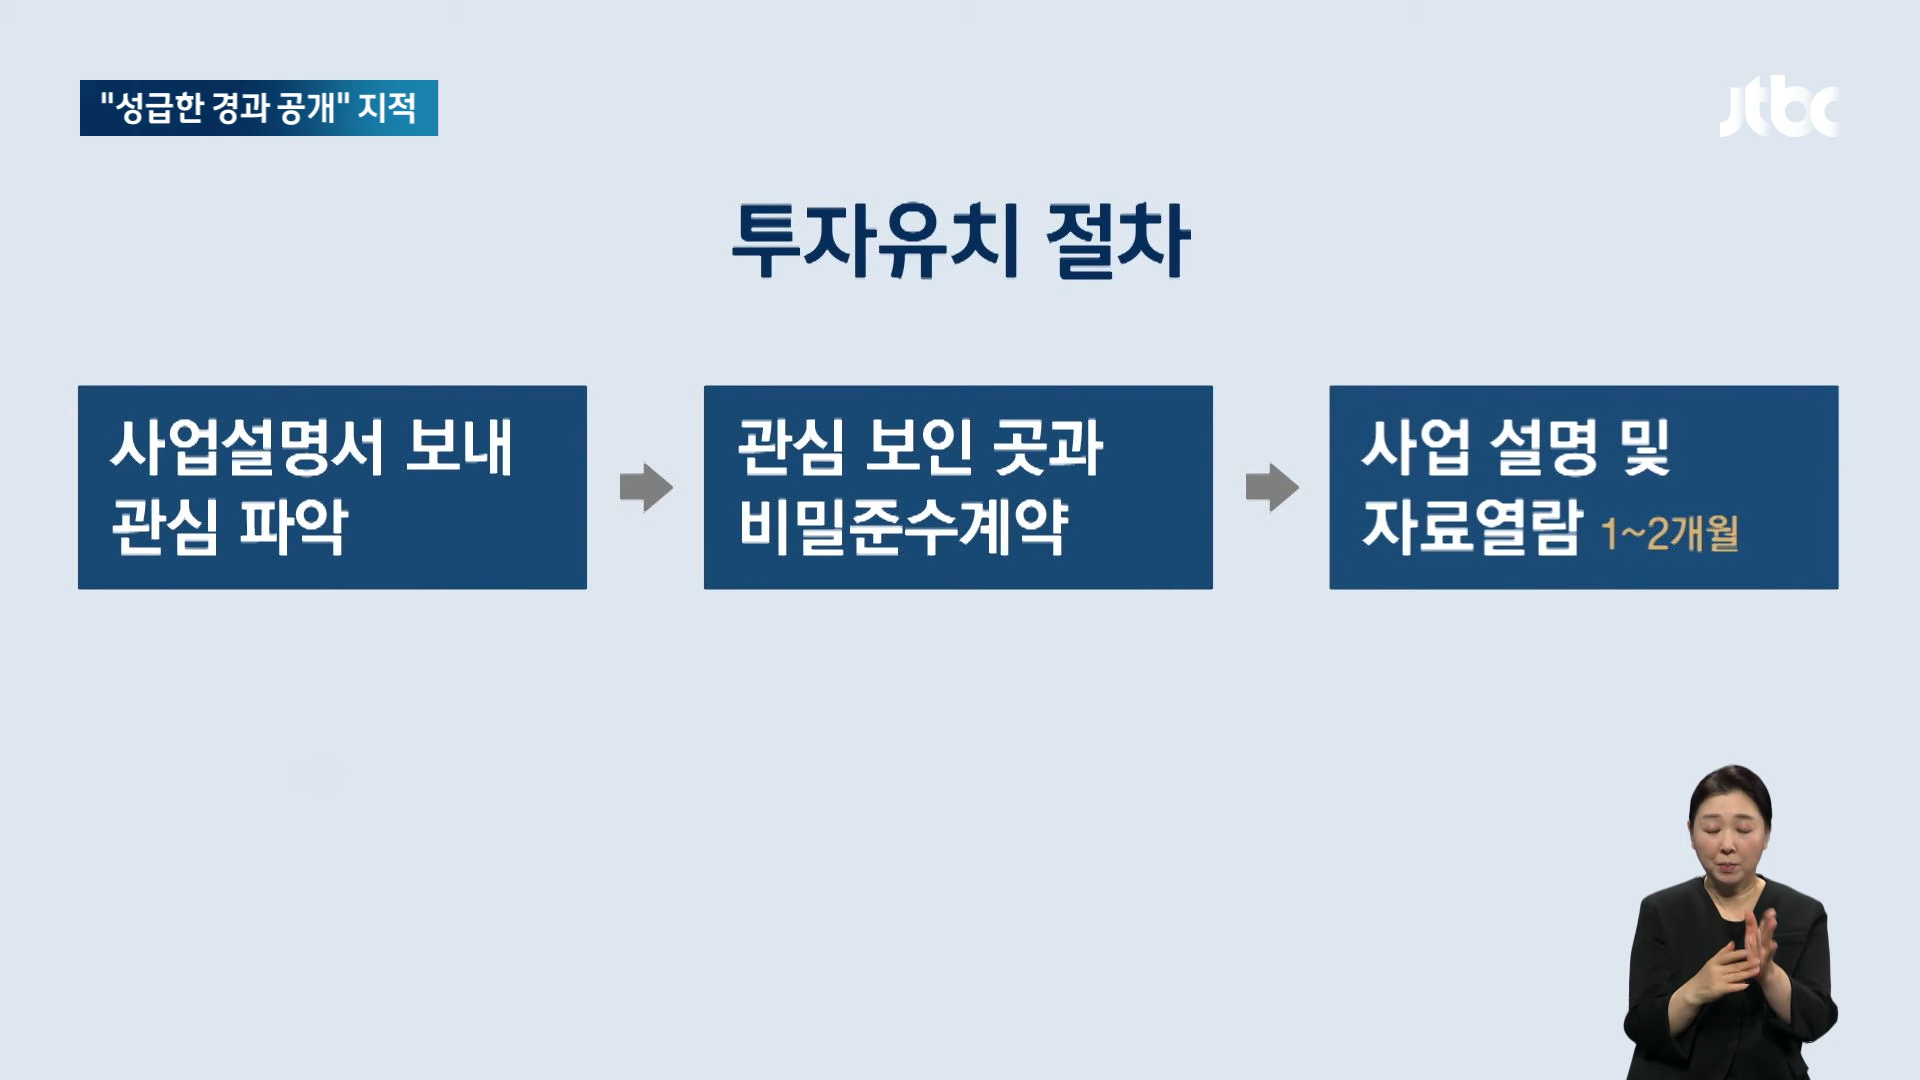 "성급한 경과 공개" 지적
jtbc
투자유치 절차
사업설명서 보내
관심 파악
관심 보인 곳과
비밀준수계약
사업 설명 및
자료열람 1~2개월